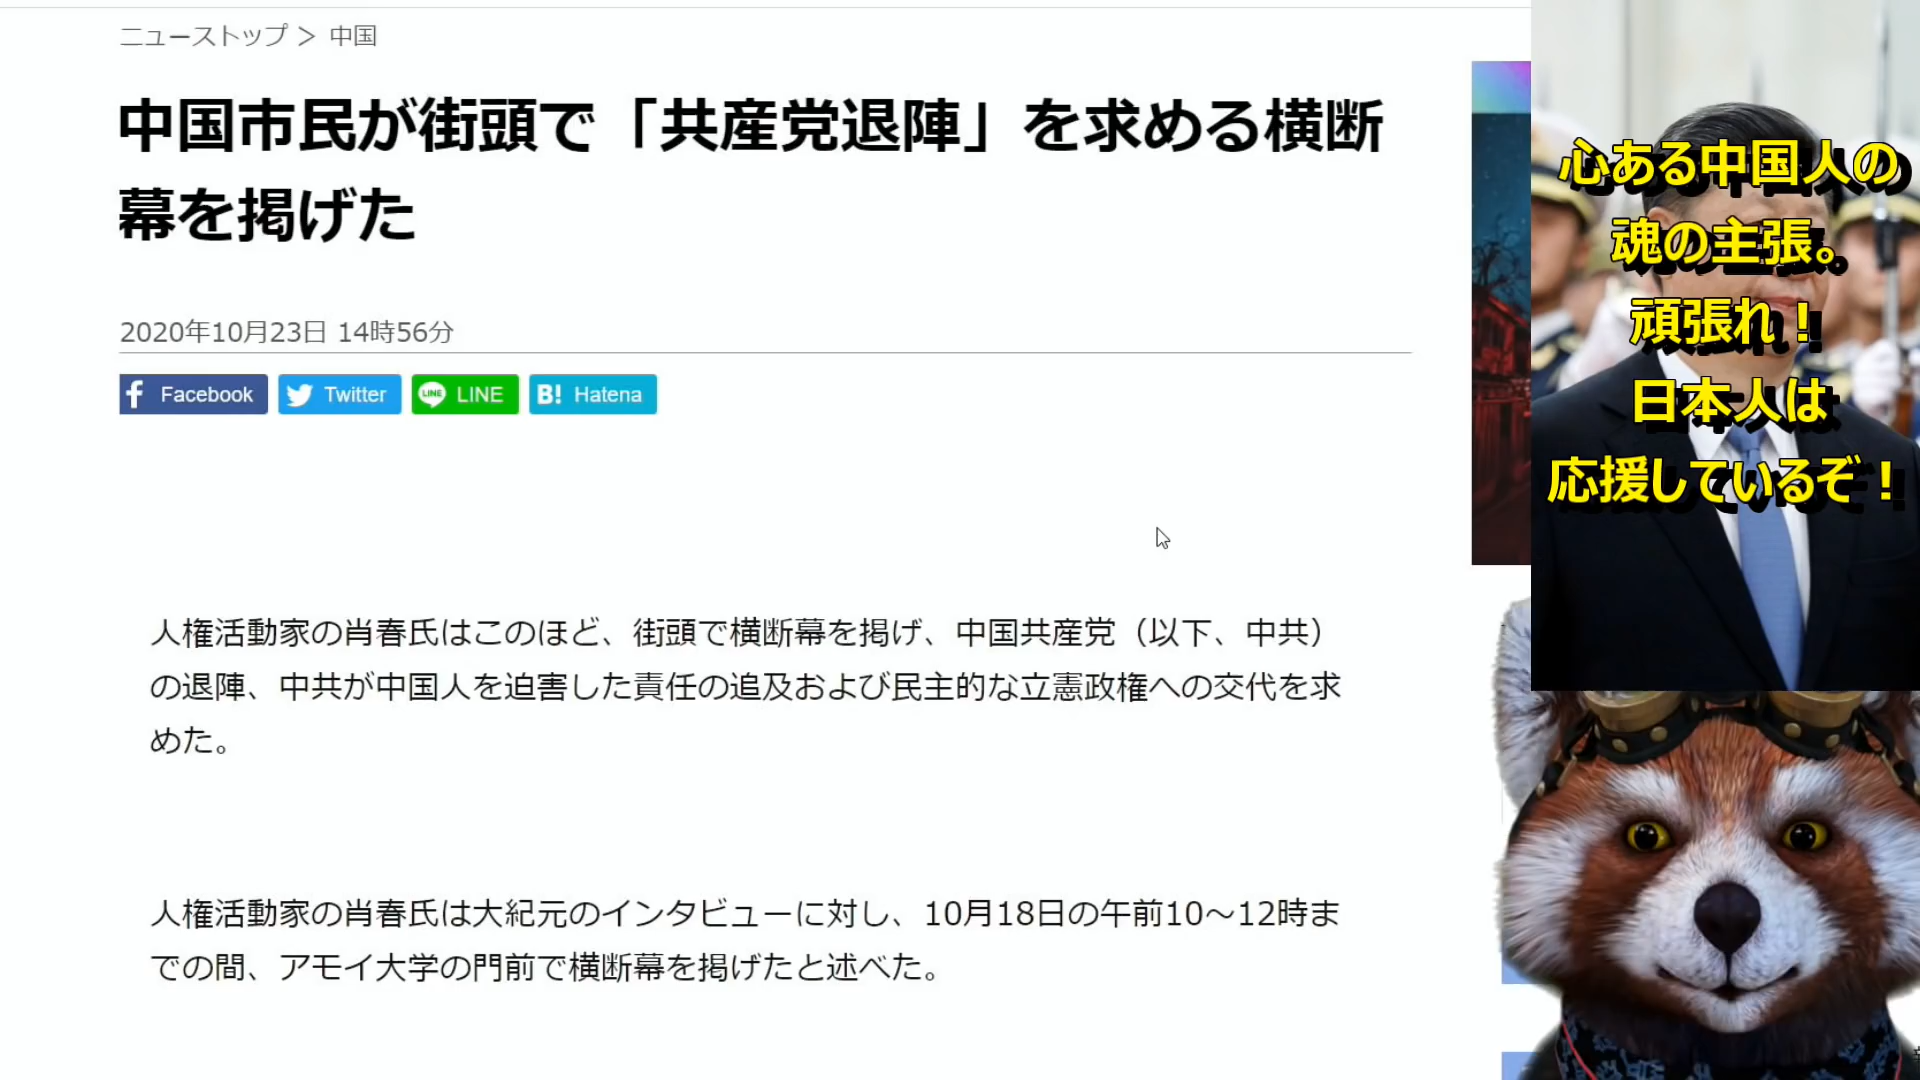 ニューストップ ＞ 中国
中国市民が街頭で「共産党退陣」を求める横断
幕を掲げた
2020年10月23日 14時56分
Facebook
Twitter
LINE
B! Hatena
人権活動家の肖春氏はこのほど、街頭で横断幕を掲げ、中国共産党（以下、中共）
の退陣、中共が中国人を迫害した責任の追及および民主的な立憲政権への交代を求
めた。
人権活動家の肖春氏は大紀元のインタビューに対し、10月18日の午前10～12時ま
での間、アモイ大学の門前で横断幕を掲げたと述べた。
心ある中国人の
魂の主張。
頑張れ！
日本人は
応援しているぞ！